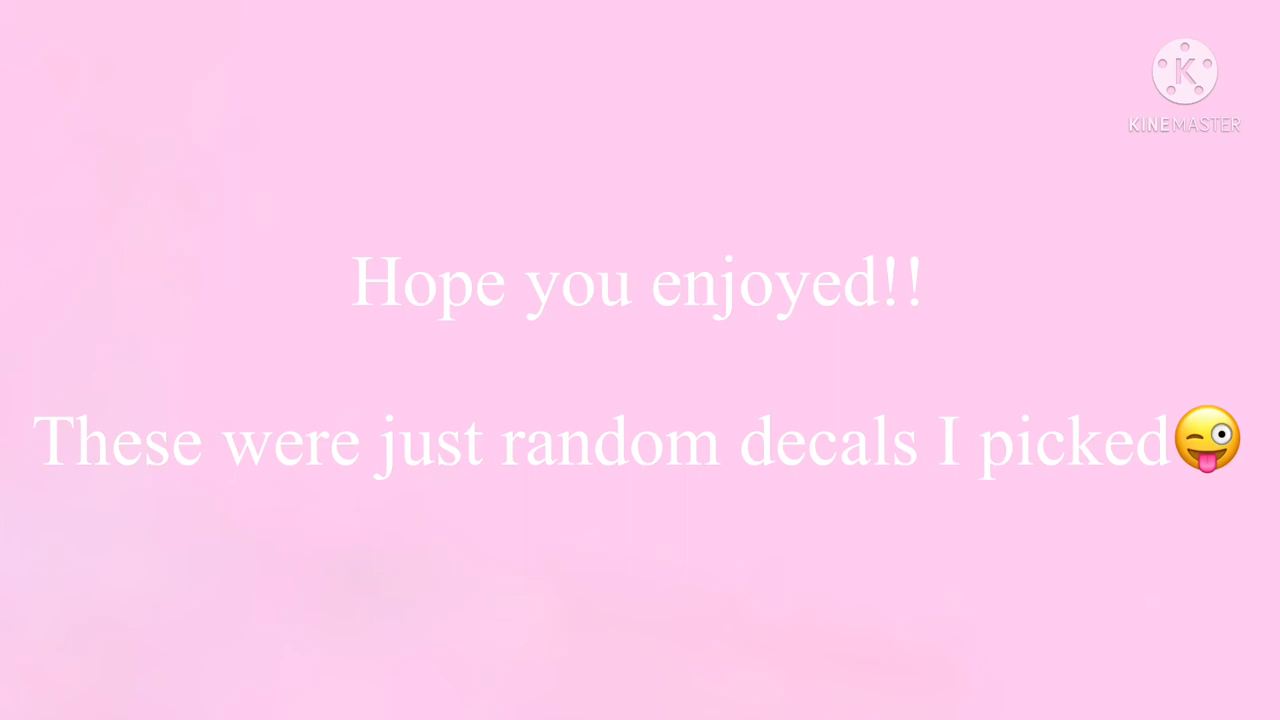 K
KINEMASTER
Hope you enjoyed!!
These were just random decals I picked😜